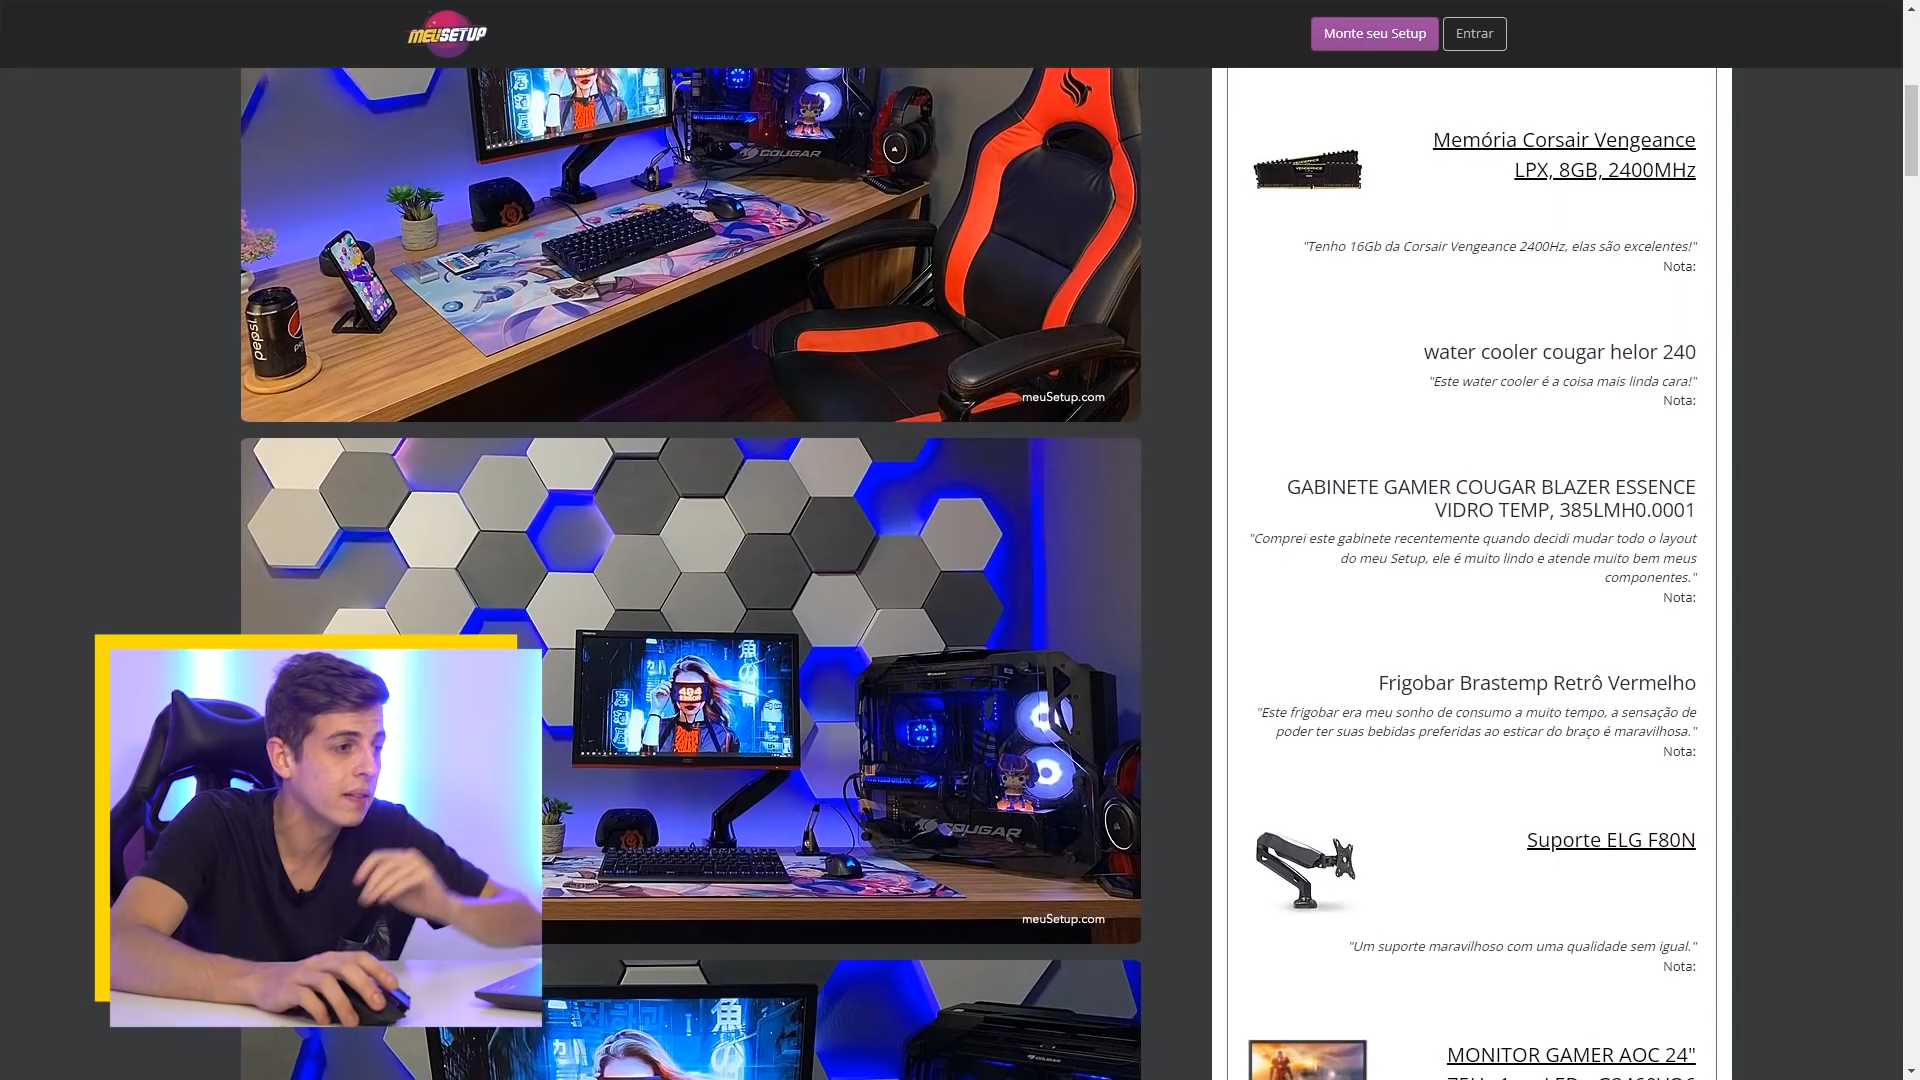 MEUSETUP
Monte seu Setup
Entrar
COUGAR
pepsi
meuSetup.com
404
ERROR
COUGAR
meuSetup.com
Memória Corsair Vengeance
LPX, 8GB, 2400MHz
"Tenho 16Gb da Corsair Vengeance 2400Hz, elas são excelentes!"
Nota:
water cooler cougar helor 240
"Este water cooler é a coisa mais linda cara!"
Nota:
GABINETE GAMER COUGAR BLAZER ESSENCE
VIDRO TEMP, 385LMH0.0001
"Comprei este gabinete recentemente quando decidi mudar todo o layout
do meu Setup, ele é muito lindo e atende muito bem meus
componentes."
Nota:
Frigobar Brastemp Retrô Vermelho
"Este frigobar era meu sonho de consumo a muito tempo, a sensação de
poder ter suas bebidas preferidas ao esticar do braço é maravilhosa."
Nota:
Suporte ELG F80N
"Um suporte maravilhoso com uma qualidade sem igual."
Nota:
MONITOR GAMER AOC 24"